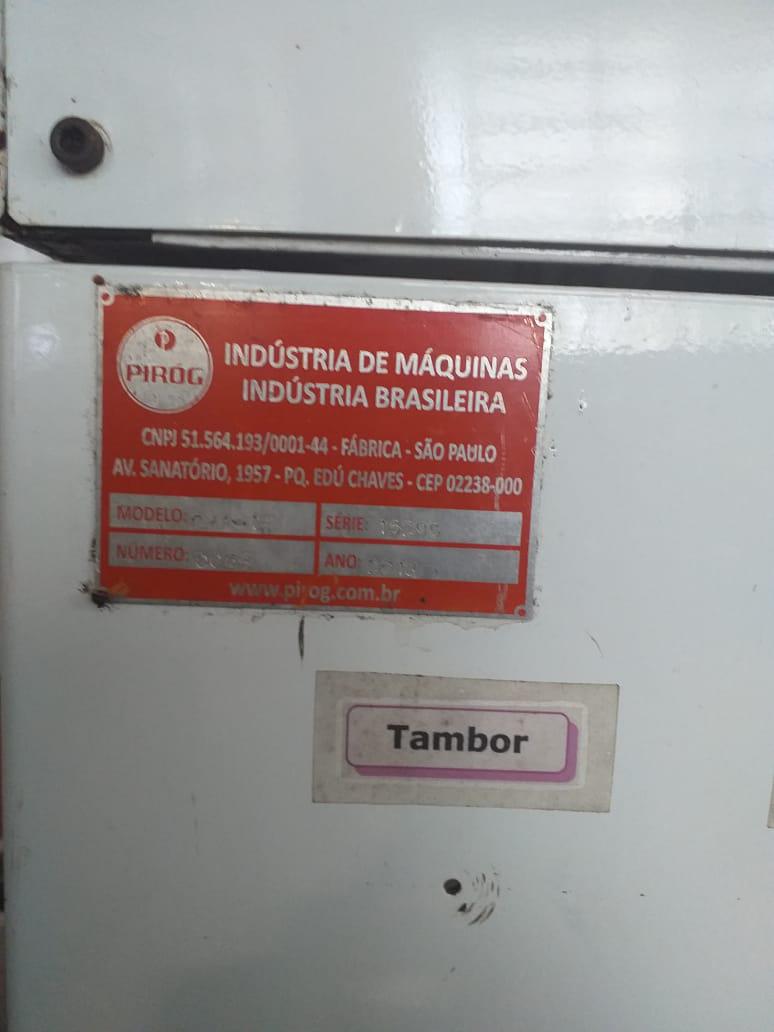 PIRÓG
INDÚSTRIA DE MÁQUINAS
INDÚSTRIA BRASILEIRA
CNPJ 51.564.193/0001-44 - FÁBRICA - SÃO PAULO
AV. SANATÓRIO, 1957 - PQ. EDÚ CHAVES - CEP 02238-000
MODELO:
SÉRIE:
NÚMERO:
ANO:
www.pirog.com.br
Tambor